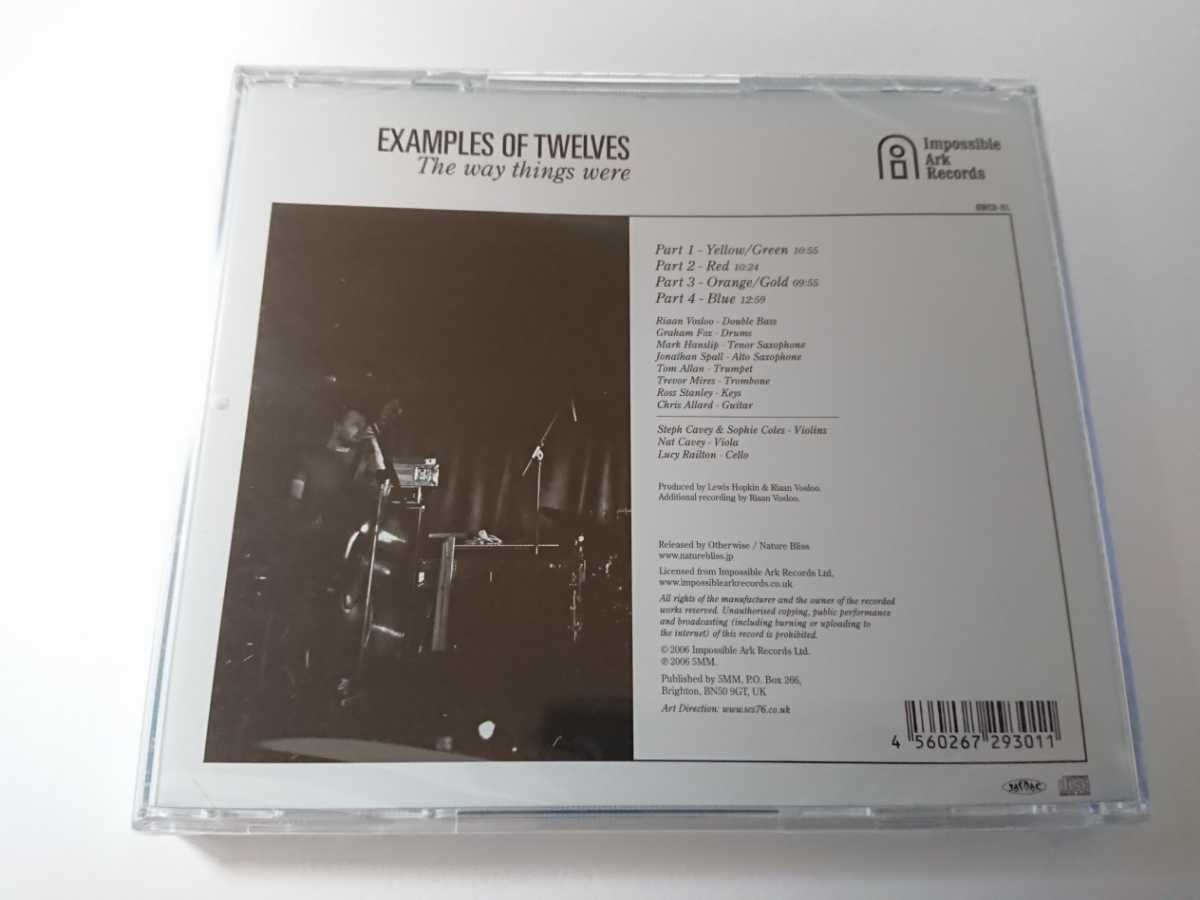 EXAMPLES OF TWELVES
The way things were
Impossible
Ark
Records
Part 1 - Yellow/Green 10:55
Part 2 - Red 10:24
Part 3 - Orange/Gold 09:55
Part 4 - Blue 12:59
Riaan Vosloo - Double Bass
Graham Fox - Drums
Mark Hanslip - Tenor Saxophone
Jonathan Spall - Alto Saxophone
Tom Allan - Trumpet
Trevor Mires - Trombone
Ross Stanley - Keys
Chris Allard - Guitar
Steph Cavey & Sophie Coles - Violins
Nat Cavey - Viola
Lucy Railton - Cello
Produced by Lewis Hopkin & Riaan Vosloo.
Additional recording by Riaan Vosloo.
Released by Otherwise / Nature Bliss
www.naturebliss.jp
Licensed from Impossible Ark Records Ltd,
www.impossiblearkrecords.co.uk
All rights of the manufacturer and the owner of the recorded
works reserved. Unauthorised copying, public performance
and broadcasting (including burning or uploading to
the internet) of this record is prohibited.
© 2006 Impossible Ark Records Ltd.
℗ 2006 5MM.
Published by 5MM, P.O. Box 266,
Brighton, BN50 9GT, UK
Art Direction: www.scs76.co.uk
4 560267 293011